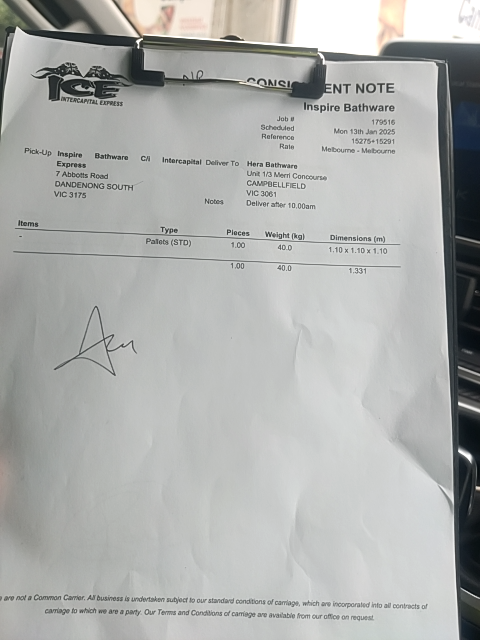 ICE
INTERCAPITAL EXPRESS
CONSI ENT NOTE
Inspire Bathware
Job # 179516
Scheduled Mon 13th Jan 2025
Reference 15275+15291
Rate Melbourne - Melbourne
Pick-Up Inspire Bathware C/i Intercapital Deliver To Hera Bathware
Express Unit 1/3 Merri Concourse
7 Abbotts Road CAMPBELLFIELD
DANDENONG SOUTH VIC 3061
VIC 3175 Notes Deliver after 10.00am
Items Type Pieces Weight (kg) Dimensions (m)
- Pallets (STD) 1.00 40.0 1.10 x 1.10 x 1.10
1.00 40.0 1.331
are not a Common Carrier. All business is undertaken subject to our standard conditions of carriage, which are incorporated into all contracts of
carriage to which we are a party. Our Terms and Conditions of carriage are available from our office on request.